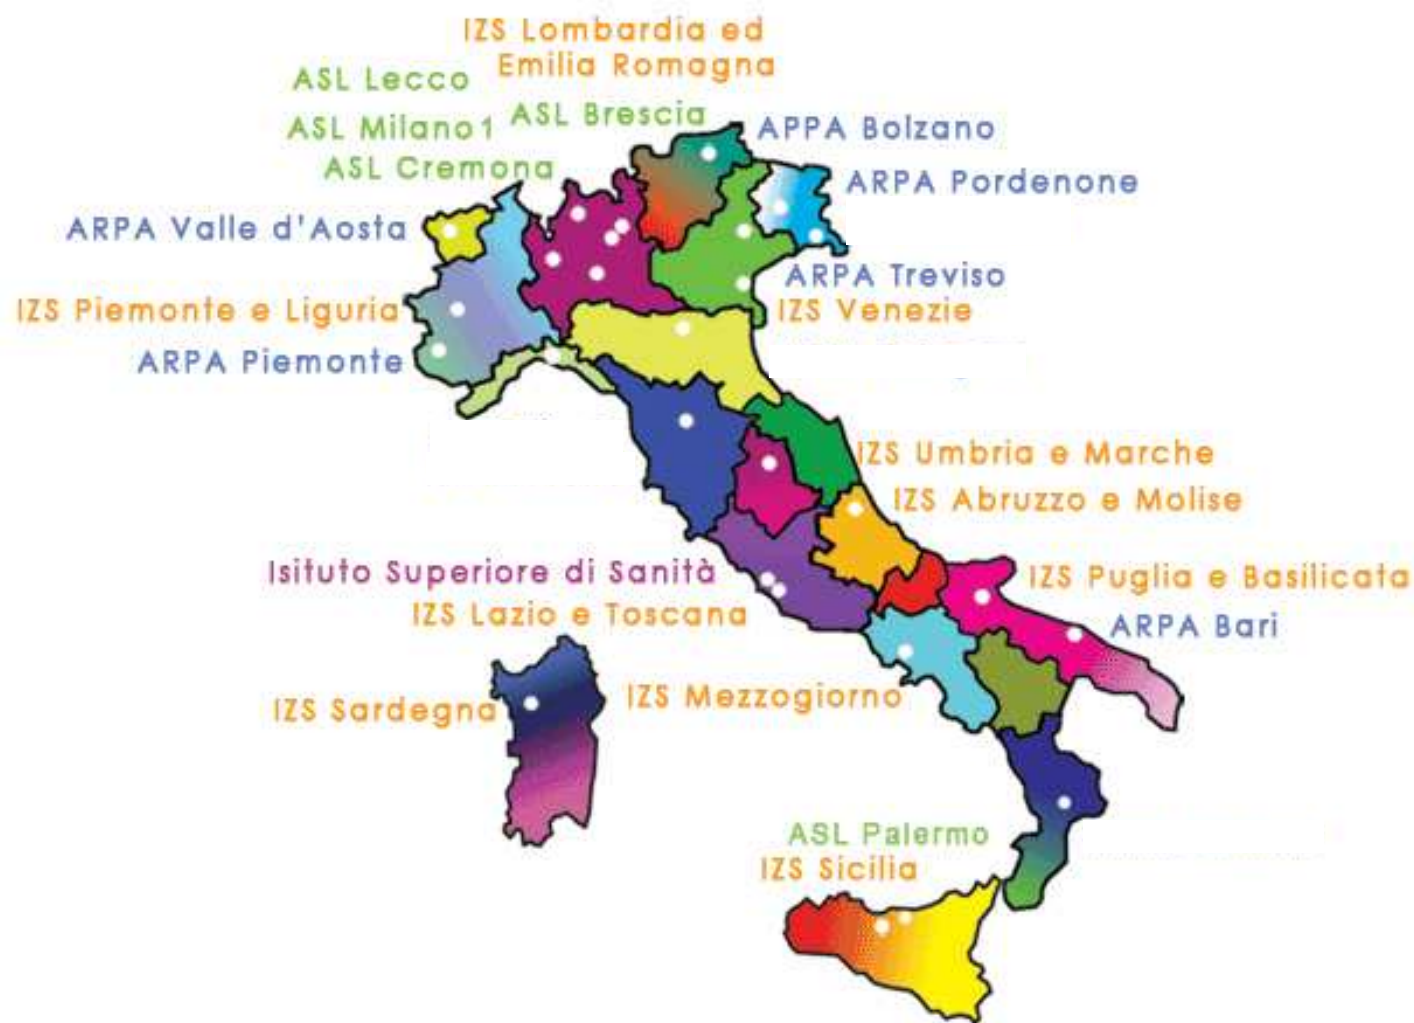 IZS Lombardia ed
Emilia Romagna
ASL Lecco
ASL Brescia
ASL Milano1
APPA Bolzano
ASL Cremona
ARPA Pordenone
ARPA Valle d'Aosta
ARPA Treviso
IZS Piemonte e Liguria
IZS Venezie
ARPA Piemonte
IZS Umbria e Marche
IZS Abruzzo e Molise
Isituto Superiore di Sanità
IZS Puglia e Basilicata
IZS Lazio e Toscana
ARPA Bari
IZS Mezzogiorno
IZS Sardegna
ASL Palermo
IZS Sicilia